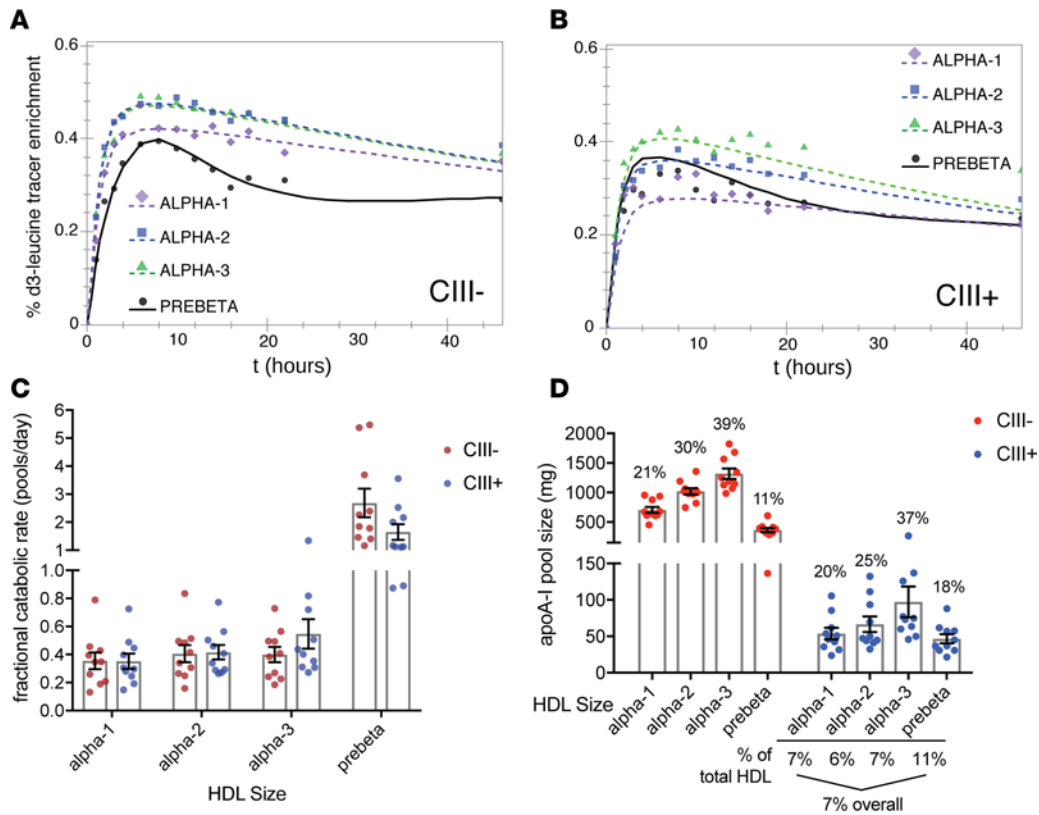 A
0.6
0.4
0.2
0
% d3-leucine tracer enrichment
ALPHA-1
ALPHA-2
ALPHA-3
PREBETA
CIII-
0
10
20
40
t (hours)
B
0.6
0.4
0.2
0
ALPHA-1
ALPHA-2
ALPHA-3
PREBETA
CIII+
0
10
20
40
t (hours)
C
6
5
4
3
2
1
1.0
0.8
0.6
0.4
0.2
0.0
fractional catabolic rate (pools/day)
CIII-
CIII+
alpha-1
alpha-2
alpha-3
prebeta
HDL Size
D
CIII-
CIII+
2000
1500
1000
500
150
100
50
0
apoA-I pool size (mg)
21%
30%
39%
11%
20%
25%
37%
18%
HDL Size
alpha-1
alpha-2
alpha-3
prebeta
alpha-1
alpha-2
alpha-3
prebeta
% of
total HDL
7% 6% 7% 11%
7% overall